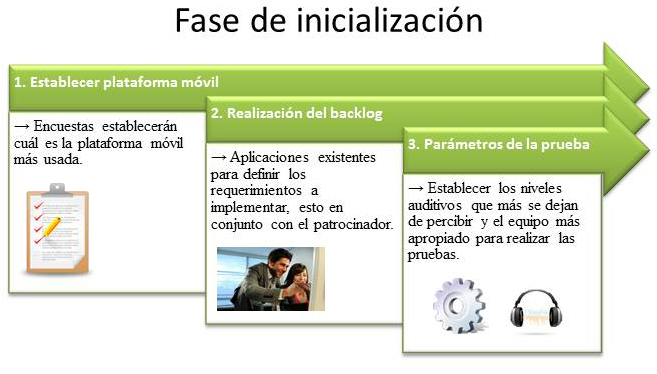 Fase de inicialización
1. Establecer plataforma móvil
→ Encuestas establecerán
cuál es la plataforma móvil
más usada.
2. Realización del backlog
→ Aplicaciones existentes
para definir los
requerimientos a
implementar, esto en
conjunto con el patrocinador.
3. Parámetros de la prueba
→ Establecer los niveles
auditivos que más se dejan
de percibir y el equipo más
apropiado para realizar las
pruebas.